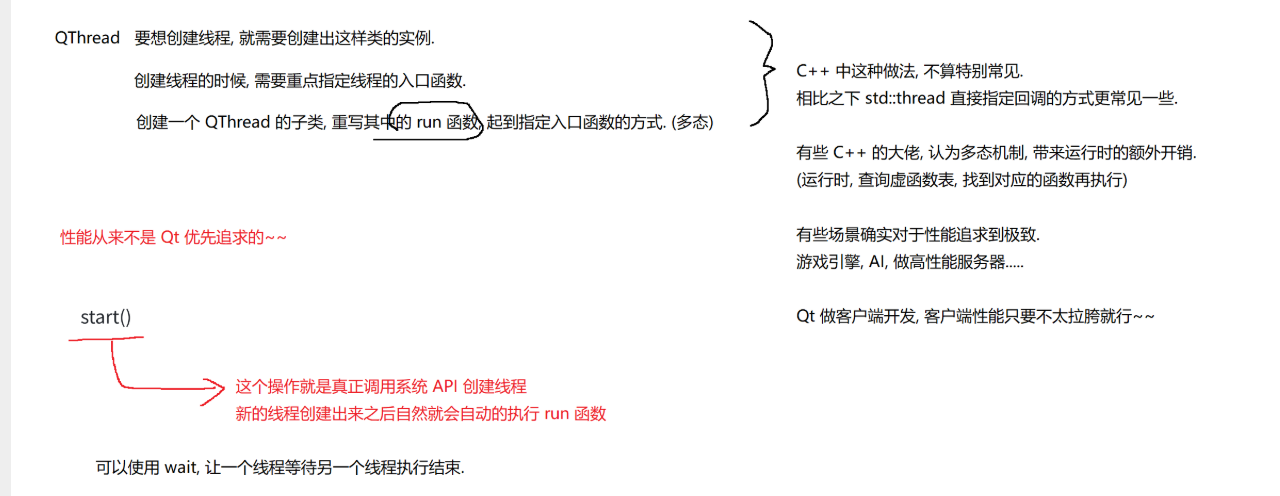 QThread 要想创建线程, 就需要创建出这样类的实例.
创建线程的时候, 需要重点指定线程的入口函数.
创建一个 QThread 的子类, 重写其中的 run 函数, 起到指定入口函数的方式. (多态)
C++ 中这种做法, 不算特别常见.
相比之下 std::thread 直接指定回调的方式更常见一些.
有些 C++ 的大佬, 认为多态机制, 带来运行时的额外开销.
(运行时, 查询虚函数表, 找到对应的函数再执行)
性能从来不是 Qt 优先追求的~~
有些场景确实对于性能追求到极致.
游戏引擎, AI, 做高性能服务器.....
Qt 做客户端开发, 客户端性能只要不太拉胯就行~~
start()
这个操作就是真正调用系统 API 创建线程
新的线程创建出来之后自然就会自动的执行 run 函数
可以使用 wait, 让一个线程等待另一个线程执行结束.